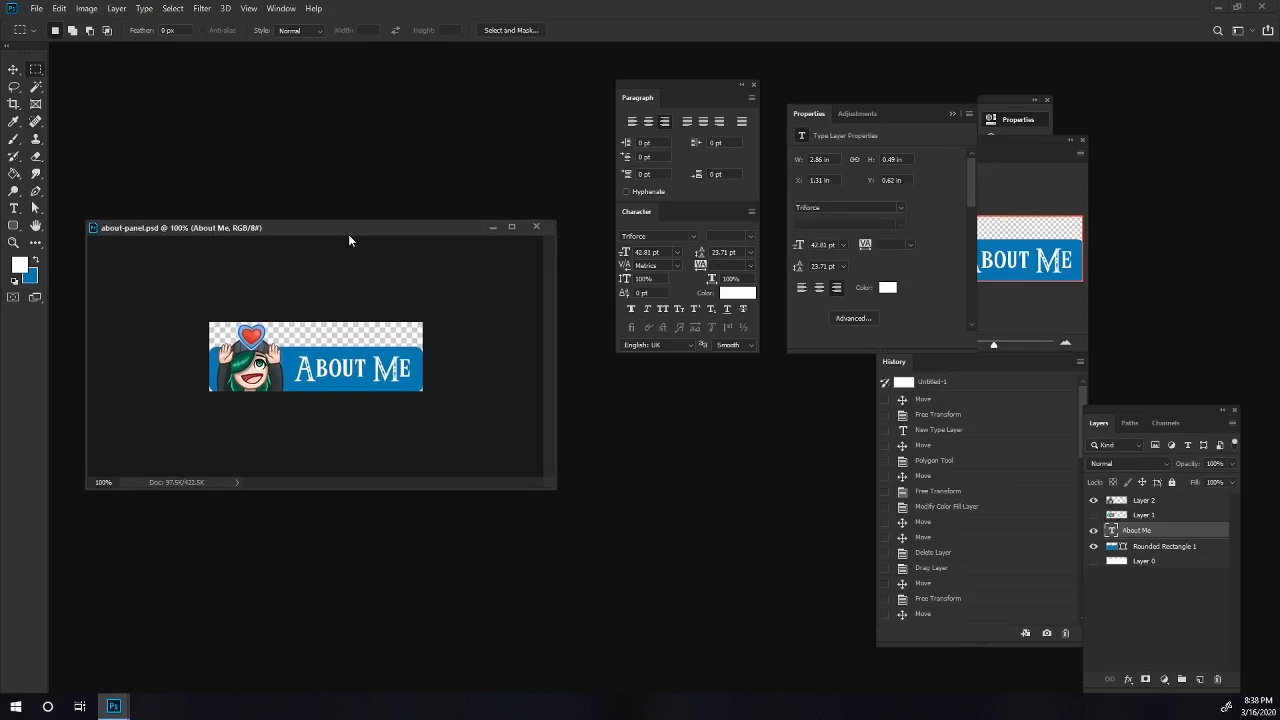 Ps File Edit Image Layer Type Select Filter 3D View Window Help
Feather: 0 px Anti-alias Style: Normal Width: Height: Select and Mask...
about-panel.psd @ 100% (About Me, RGB/8#)
About Me
100% Doc: 97.5K/422.5K
Paragraph
0 pt 0 pt
0 pt
0 pt 0 pt
Hyphenate
Character
Triforce
42.81 pt 23.71 pt
Metrics
100% 100%
0 pt Color:
English: UK Smooth
Properties Adjustments
Type Layer Properties
W: 2.86 in H: 0.49 in
X: 1.31 in Y: 0.62 in
Triforce
42.81 pt
23.71 pt
Color:
Advanced...
Properties
About Me
History
Untitled-1
Move
Free Transform
New Type Layer
Move
Polygon Tool
Move
Free Transform
Modify Color Fill Layer
Move
Move
Delete Layer
Drag Layer
Move
Free Transform
Move
Layers Paths Channels
Kind
Normal Opacity: 100%
Lock: Fill: 100%
Layer 2
Layer 1
About Me
Rounded Rectangle 1
Layer 0
Ps
8:38 PM
3/16/2020